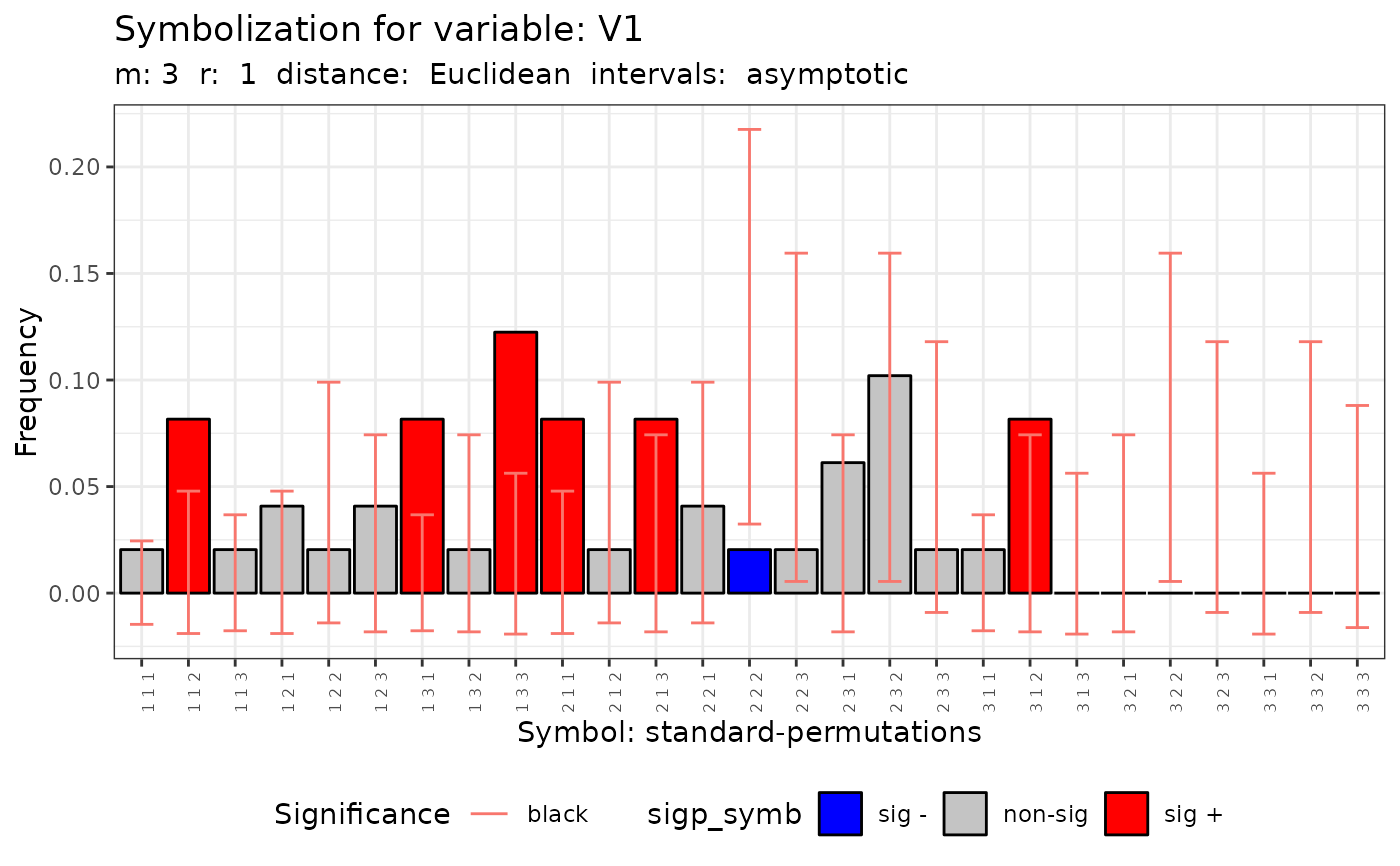 Symbolization for variable: V1
m: 3 r: 1 distance: Euclidean intervals: asymptotic
Frequency
0.20
0.15
0.10
0.05
0.00
1 1 1
1 1 2
1 1 3
1 2 1
1 2 2
1 2 3
1 3 1
1 3 2
1 3 3
2 1 1
2 1 2
2 1 3
2 2 1
2 2 2
2 2 3
2 3 1
2 3 2
2 3 3
3 1 1
3 1 2
3 1 3
3 2 1
3 2 2
3 2 3
3 3 1
3 3 2
3 3 3
Symbol: standard-permutations
Significance black sigp_symb sig - non-sig sig +